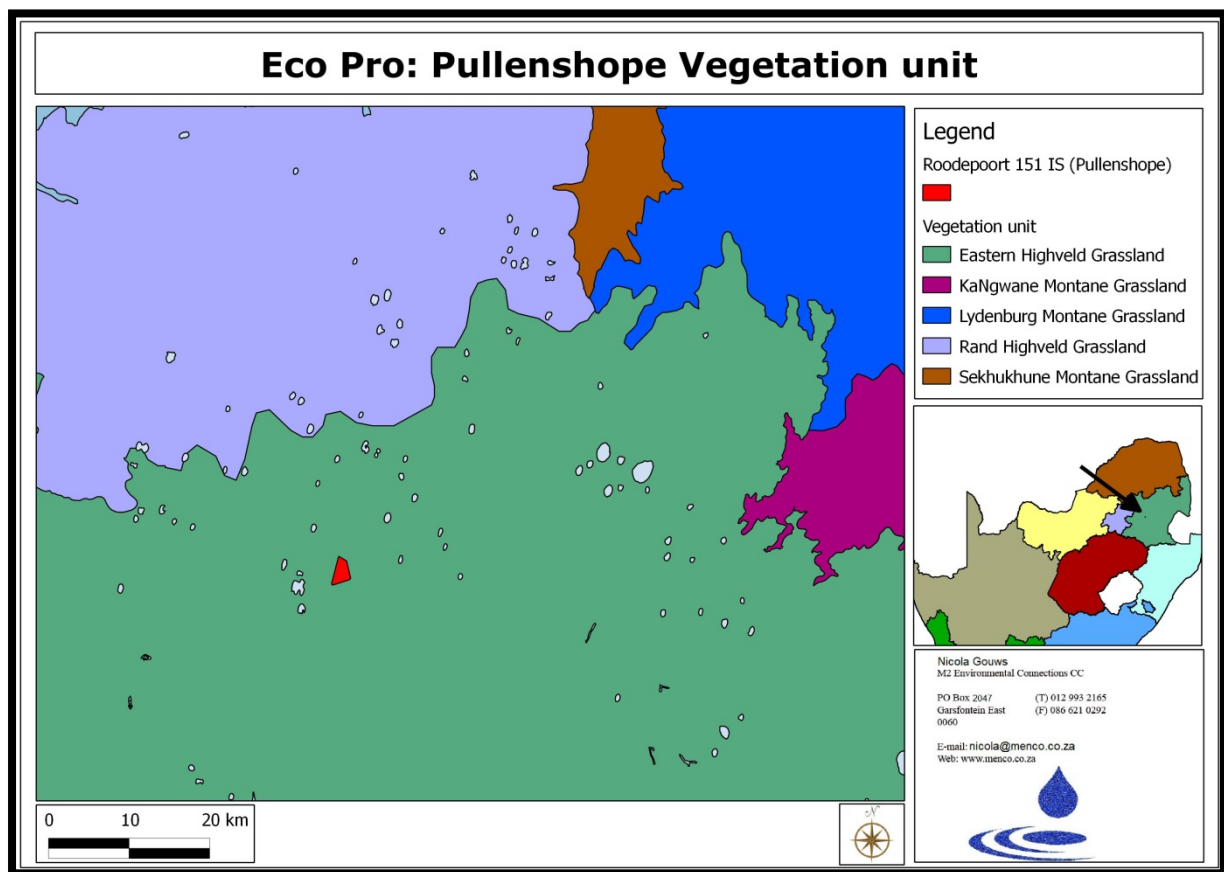 Eco Pro: Pullenshope Vegetation unit
Legend
Roodepoort 151 IS (Pullenshope)
Vegetation unit
Eastern Highveld Grassland
KaNgwane Montane Grassland
Lydenburg Montane Grassland
Rand Highveld Grassland
Sekhukhune Montane Grassland
Nicola Gouws
M2 Environmental Connections CC
PO Box 2047 (T) 012 993 2165
Garsfontein East (F) 086 621 0292
0060
E-mail: nicola@menco.co.za
Web: www.menco.co.za
0 10 20 km
N